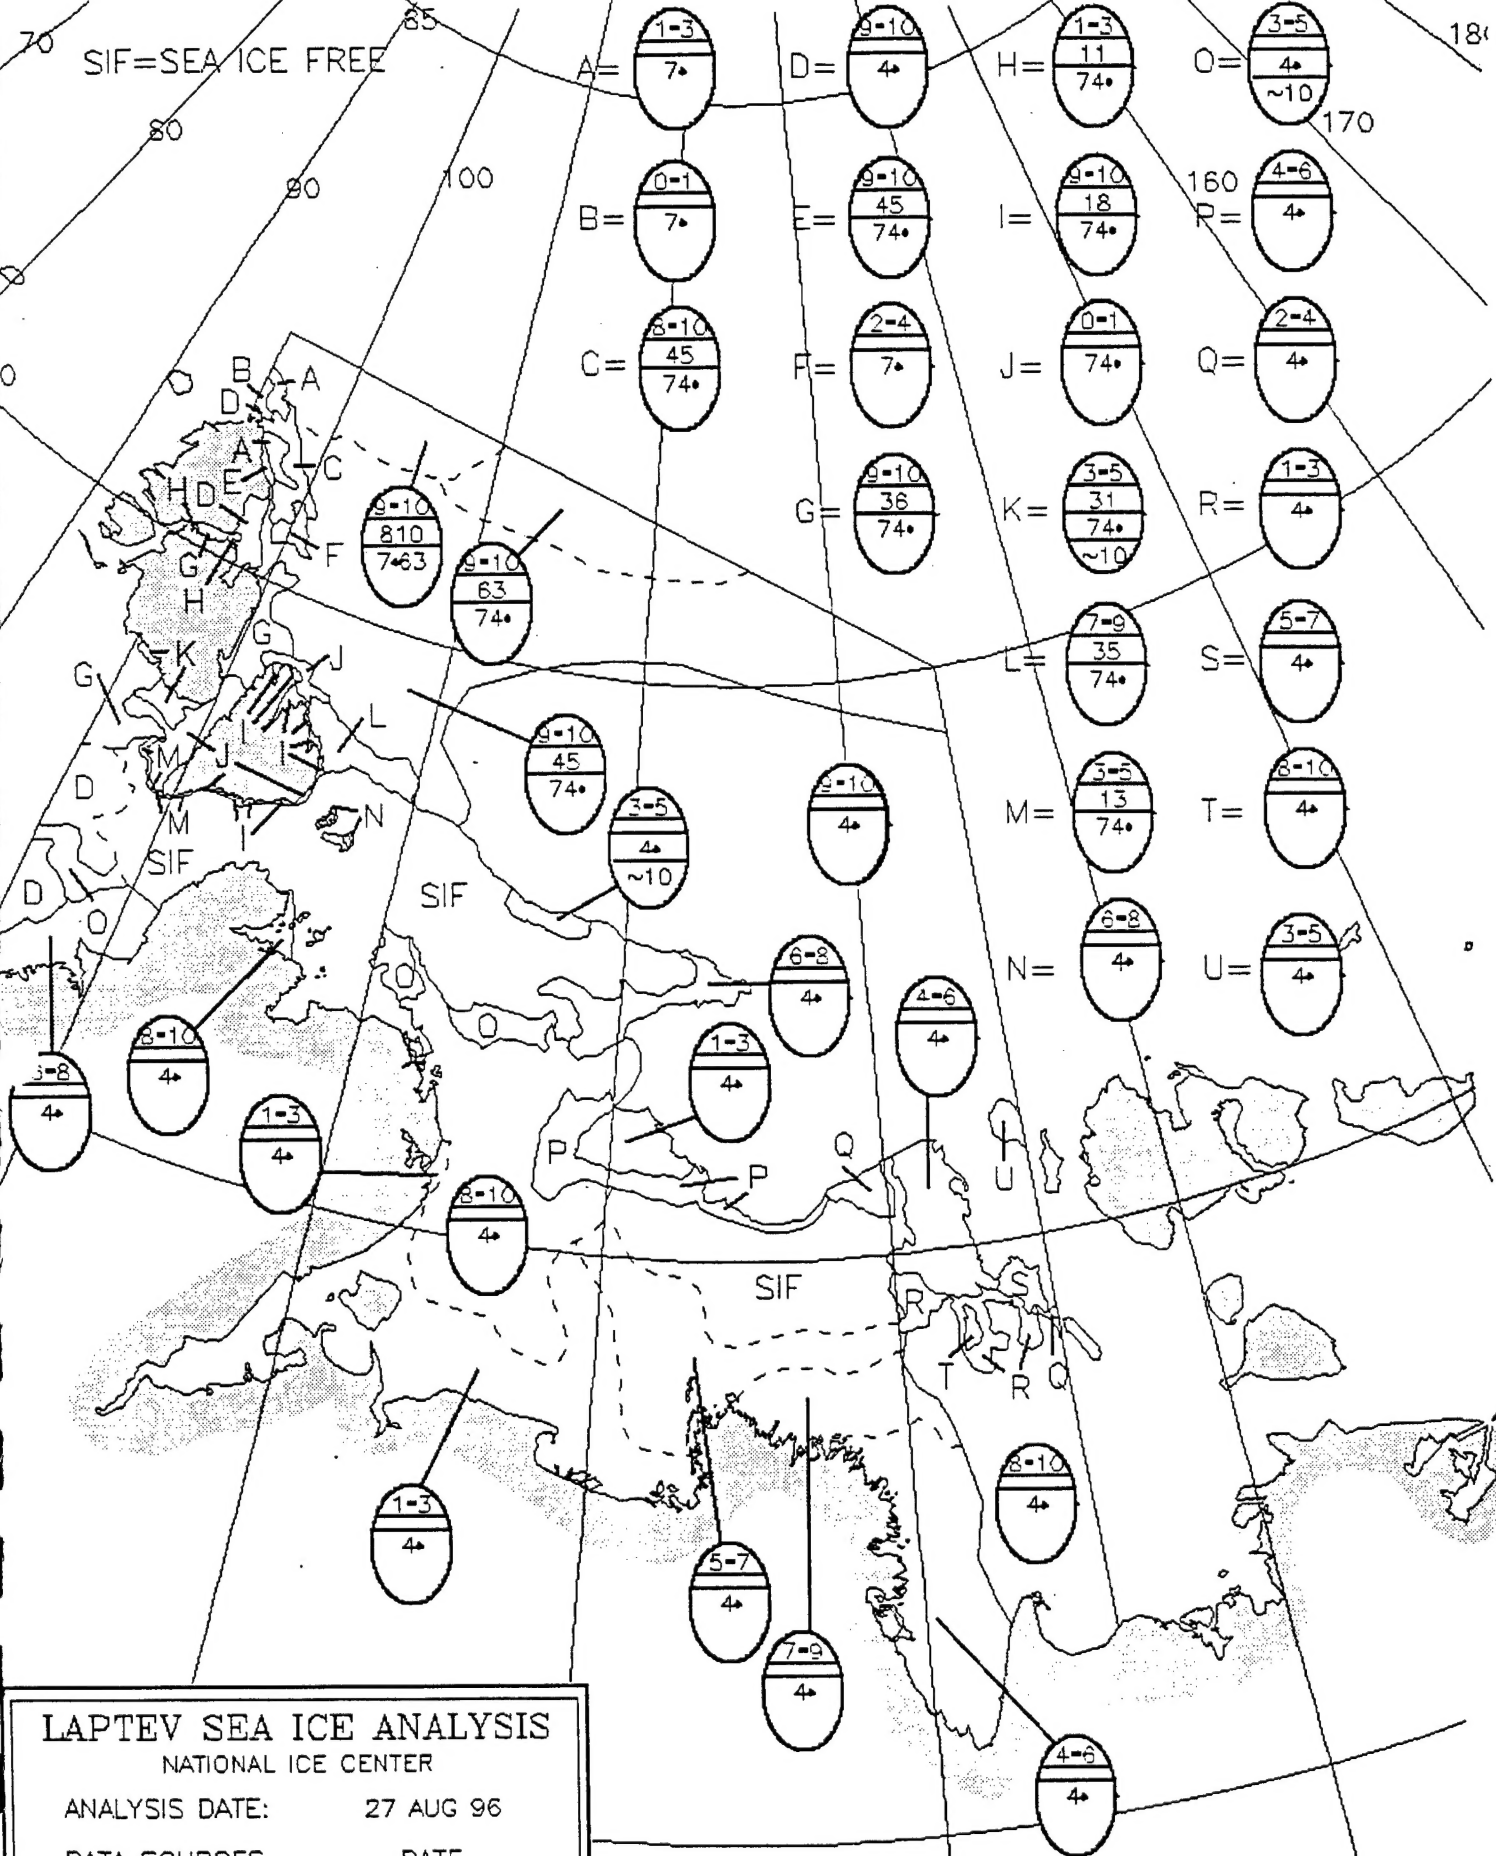 70
SIF=SEA ICE FREE
85
80
90
100
180
170
160
A=
1-3
7•
D=
9-10
4•
H=
1-3
11
74•
O=
3-5
4•
~10
B=
0-1
7•
E=
9-10
45
74•
I=
9-10
18
74•
P=
4-6
4•
C=
8-10
45
74•
F=
2-4
7•
J=
0-1
74•
Q=
2-4
4•
G=
9-10
36
74•
K=
3-5
31
74•
~10
R=
1-3
4•
L=
7-9
35
74•
S=
5-7
4•
M=
3-5
13
74•
T=
8-10
4•
N=
6-8
4•
U=
3-5
4•
B
A
D
A
C
E
H
D
F
G
H
9-10
810
7•63
9-10
63
74•
K
G
J
G
L
I
I
M
J
D
M
I
N
SIF
D
O
9-10
45
74•
3-5
4•
~10
9-10
4•
SIF
O
O
6-8
4•
4-6
4•
8-10
4•
-8
4•
1-3
4•
1-3
4•
8-10
4•
P
P
Q
U
SIF
R
S
T
R
Q
8-10
4•
1-3
4•
5-7
4•
7-9
4•
4-6
4•
LAPTEV SEA ICE ANALYSIS
NATIONAL ICE CENTER
ANALYSIS DATE: 27 AUG 96
DATA SOURCES DATE